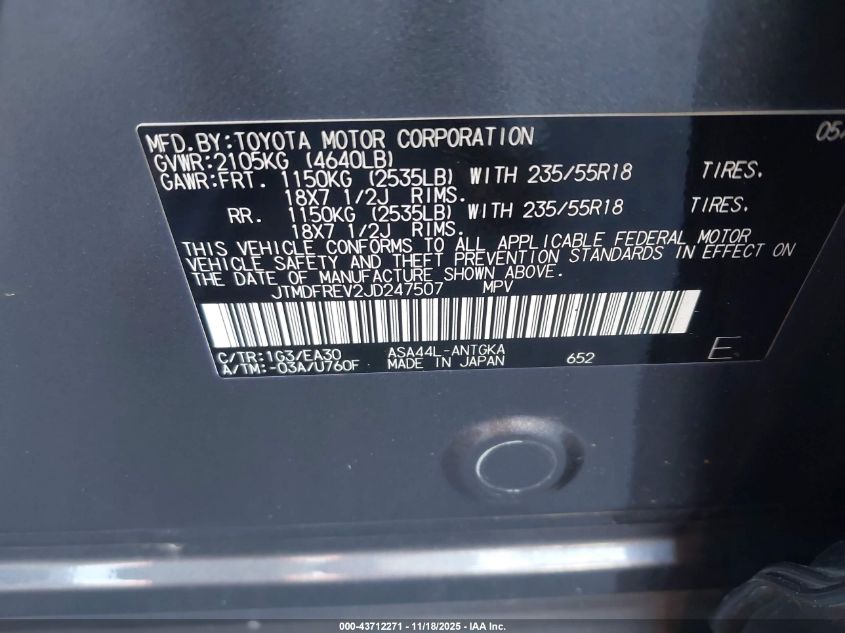 MFD.BY:TOYOTA MOTOR CORPORATION
GVWR:2105KG (4640LB)
GAWR:FRT. 1150KG (2535LB) WITH 235/55R18 TIRES.
18X7 1/2J RIMS.
RR. 1150KG (2535LB) WITH 235/55R18 TIRES.
18X7 1/2J RIMS.
THIS VEHICLE CONFORMS TO ALL APPLICABLE FEDERAL MOTOR
VEHICLE SAFETY AND THEFT PREVENTION STANDARDS IN EFFECT ON
THE DATE OF MANUFACTURE SHOWN ABOVE.
JTMDFREV2JD247507 MPV
C/TR:1G3/EA30 ASA44L-ANTGKA 652 E
A/TM:-03A/U760F MADE IN JAPAN
000-43712271 - 11/18/2025 - IAA Inc.